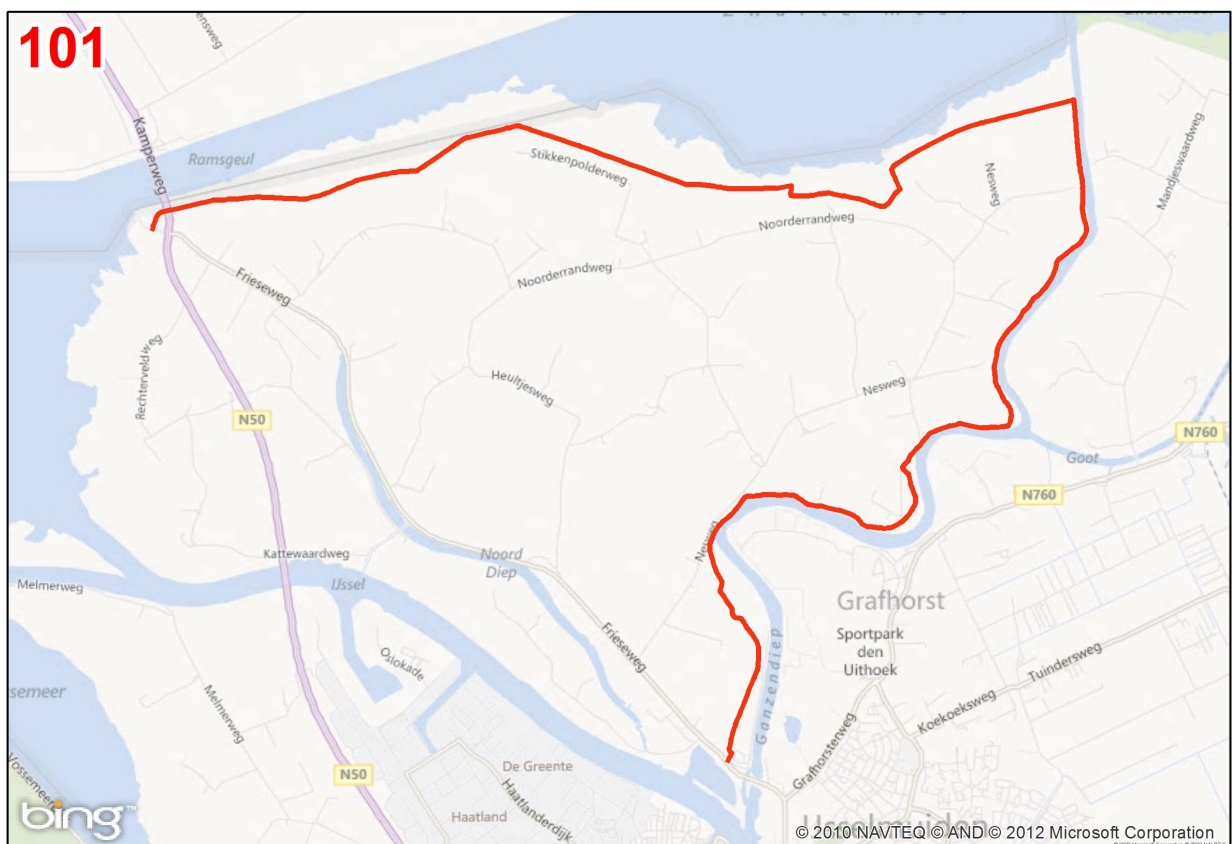 101
Kamperweg
Ramsgeul
Stikkenpolderweg
Nesweg
Mandjeswaardweg
Noorderrandweg
Noorderrandweg
Frieseweg
Rechterveldweg
Heultjesweg
Nesweg
N50
N760
Goot
N760
Nesweg
Noord
Diep
Kattewaardweg
IJssel
Melmerweg
Grafhorst
Sportpark
den
Uithoek
Frieseweg
Oslokade
Ganzendiep
Tuindersweg
Koekoeksweg
Melmerweg
Grafhorsterweg
N50
De Greente
Haatlanderdijk
Haatland
bing™
© 2010 NAVTEQ © AND © 2012 Microsoft Corporation